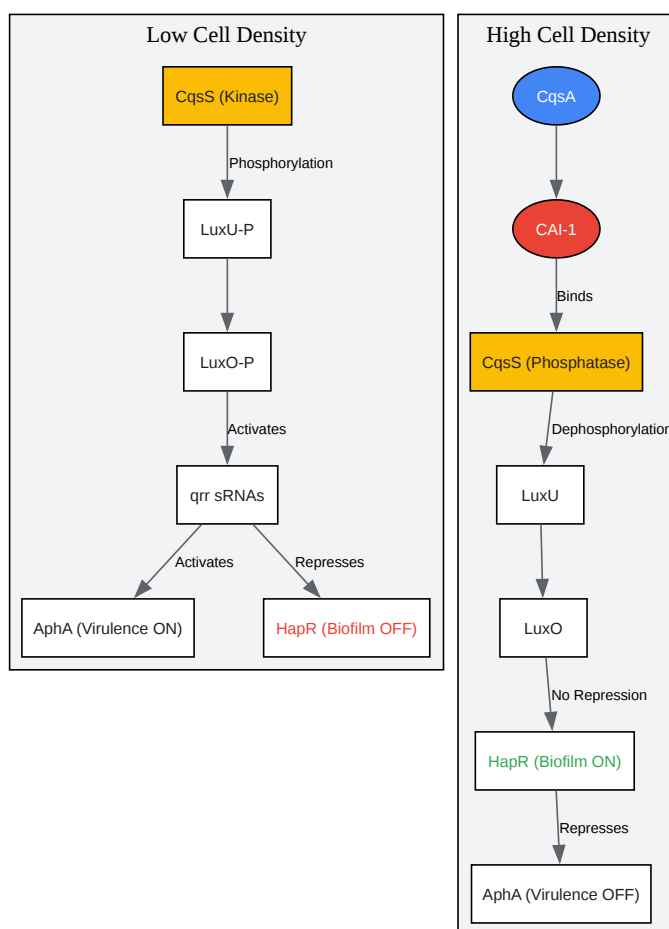 Low Cell Density
CqsS (Kinase)
Phosphorylation
LuxU-P
LuxO-P
Activates
qrr sRNAs
Activates
Represses
AphA (Virulence ON)
HapR (Biofilm OFF)
High Cell Density
CqsA
CAI-1
Binds
CqsS (Phosphatase)
Dephosphorylation
LuxU
LuxO
No Repression
HapR (Biofilm ON)
Represses
AphA (Virulence OFF)